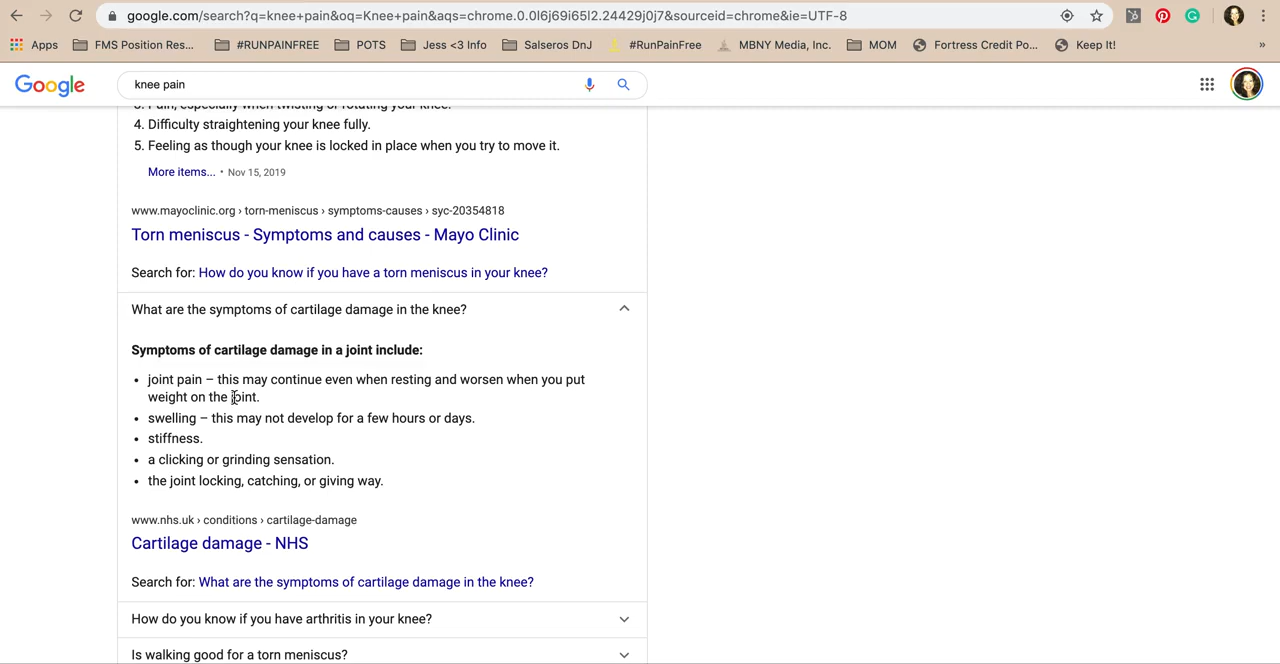 google.com/search?q=knee+pain&oq=Knee+pain&aqs=chrome.0.0l6j69i65l2.24429j0j7&sourceid=chrome&ie=UTF-8
Apps FMS Position Res... #RUNPAINFREE POTS Jess <3 Info Salseros DnJ #RunPainFree MBNY Media, Inc. MOM Fortress Credit Po... Keep It! »
Google knee pain
3. Pain, especially when twisting or rotating your knee.
4. Difficulty straightening your knee fully.
5. Feeling as though your knee is locked in place when you try to move it.
More items... • Nov 15, 2019
www.mayoclinic.org › torn-meniscus › symptoms-causes › syc-20354818
Torn meniscus - Symptoms and causes - Mayo Clinic
Search for: How do you know if you have a torn meniscus in your knee?
What are the symptoms of cartilage damage in the knee?
Symptoms of cartilage damage in a joint include:
• joint pain – this may continue even when resting and worsen when you put
weight on the joint.
• swelling – this may not develop for a few hours or days.
• stiffness.
• a clicking or grinding sensation.
• the joint locking, catching, or giving way.
www.nhs.uk › conditions › cartilage-damage
Cartilage damage - NHS
Search for: What are the symptoms of cartilage damage in the knee?
How do you know if you have arthritis in your knee?
Is walking good for a torn meniscus?